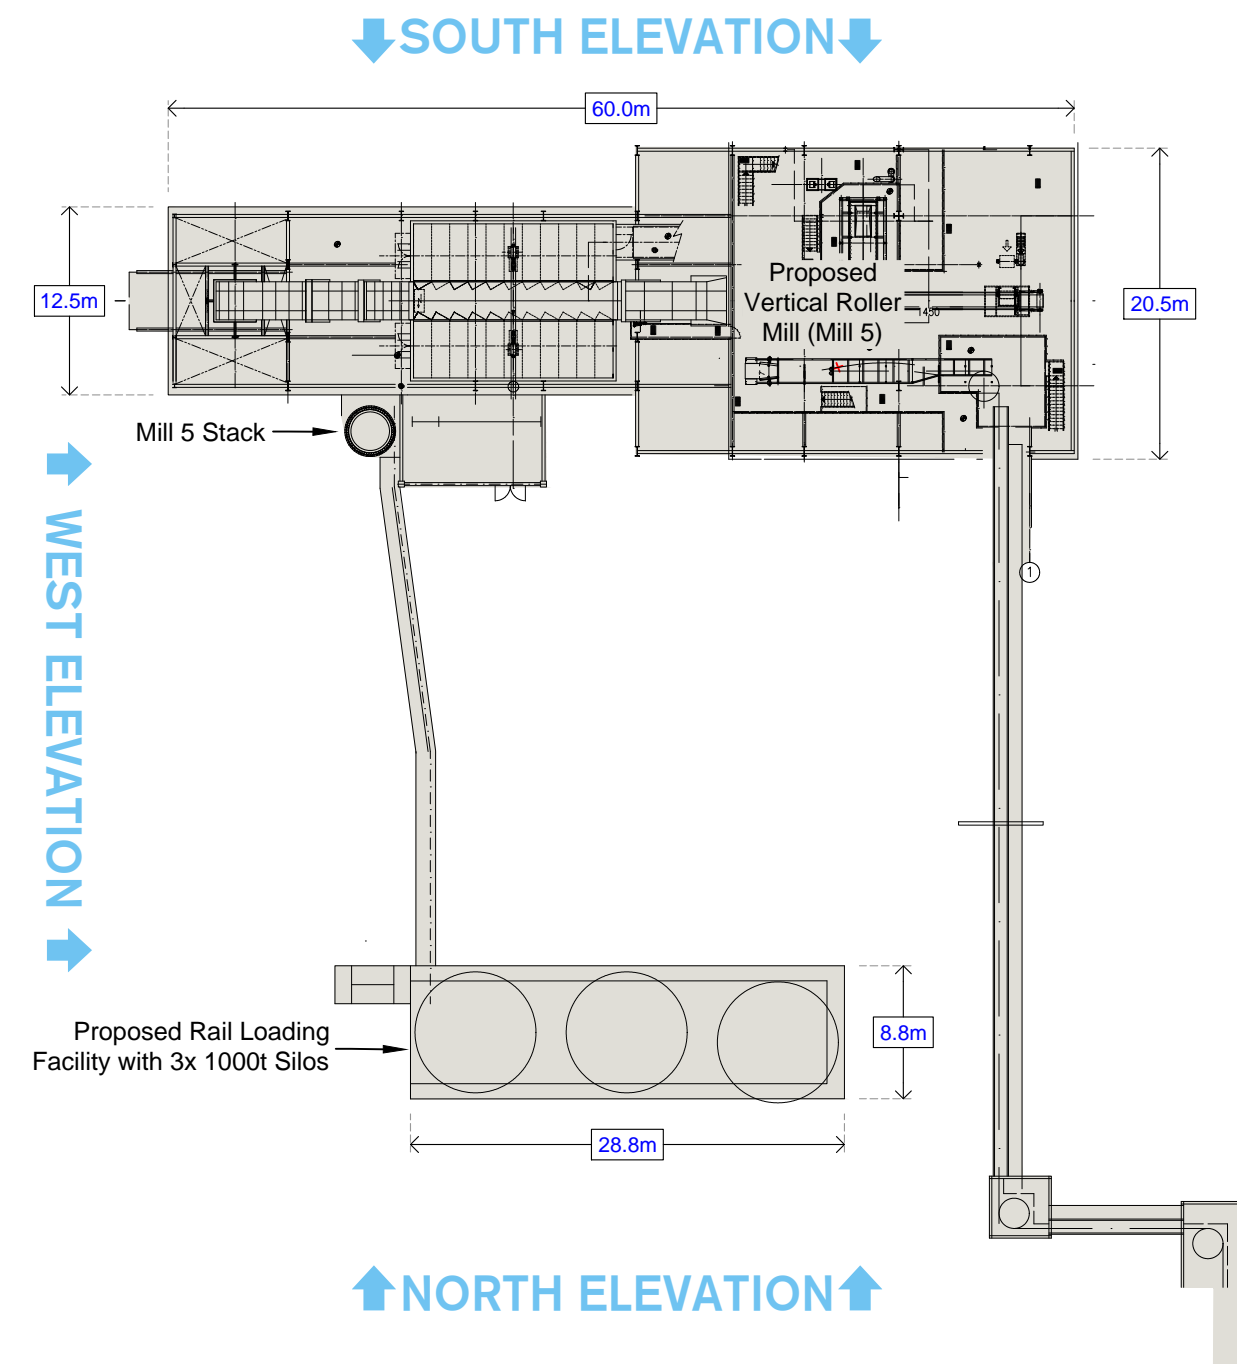 SOUTH ELEVATION
60.0m
12.5m
Proposed
Vertical Roller
Mill (Mill 5)
1450
20.5m
Mill 5 Stack
WEST ELEVATION
1
Proposed Rail Loading
Facility with 3x 1000t Silos
8.8m
28.8m
NORTH ELEVATION